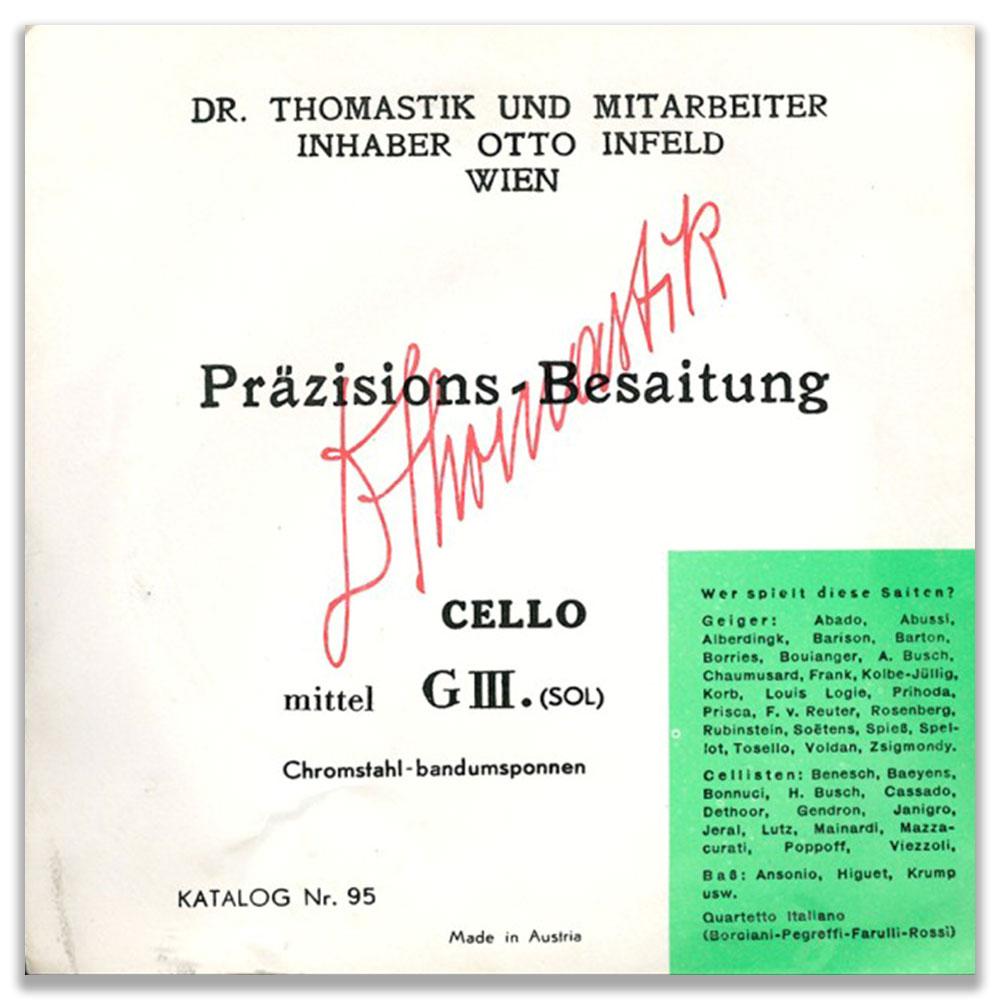 DR. THOMASTIK UND MITARBEITER
INHABER OTTO INFELD
WIEN
DThomastik
Präzisions-Besaitung
CELLO
mittel G III. (SOL)
Chromstahl-bandumsponnen
KATALOG Nr. 95
Made in Austria
Wer spielt diese Saiten?
Geiger: Abado, Abussi,
Alberdingk, Barison, Barton,
Borries, Boulanger, A. Busch,
Chaumusard, Frank, Kolbe-Jüllig,
Korb, Louis Logie, Prihoda,
Prisca, F. v. Reuter, Rosenberg,
Rubinstein, Soëtens, Spieß, Spel-
lot, Tosello, Voldan, Zsigmondy.
Cellisten: Benesch, Baeyens,
Bonnuci, H. Busch, Cassado,
Dethoor, Gendron, Janigro,
Jeral, Lutz, Mainardi, Mazza-
curati, Poppoff, Viezzoli,
Baß: Ansonio, Higuet, Krump
usw.
Quartetto Italiano
(Borciani-Pegreffi-Farulli-Rossi)